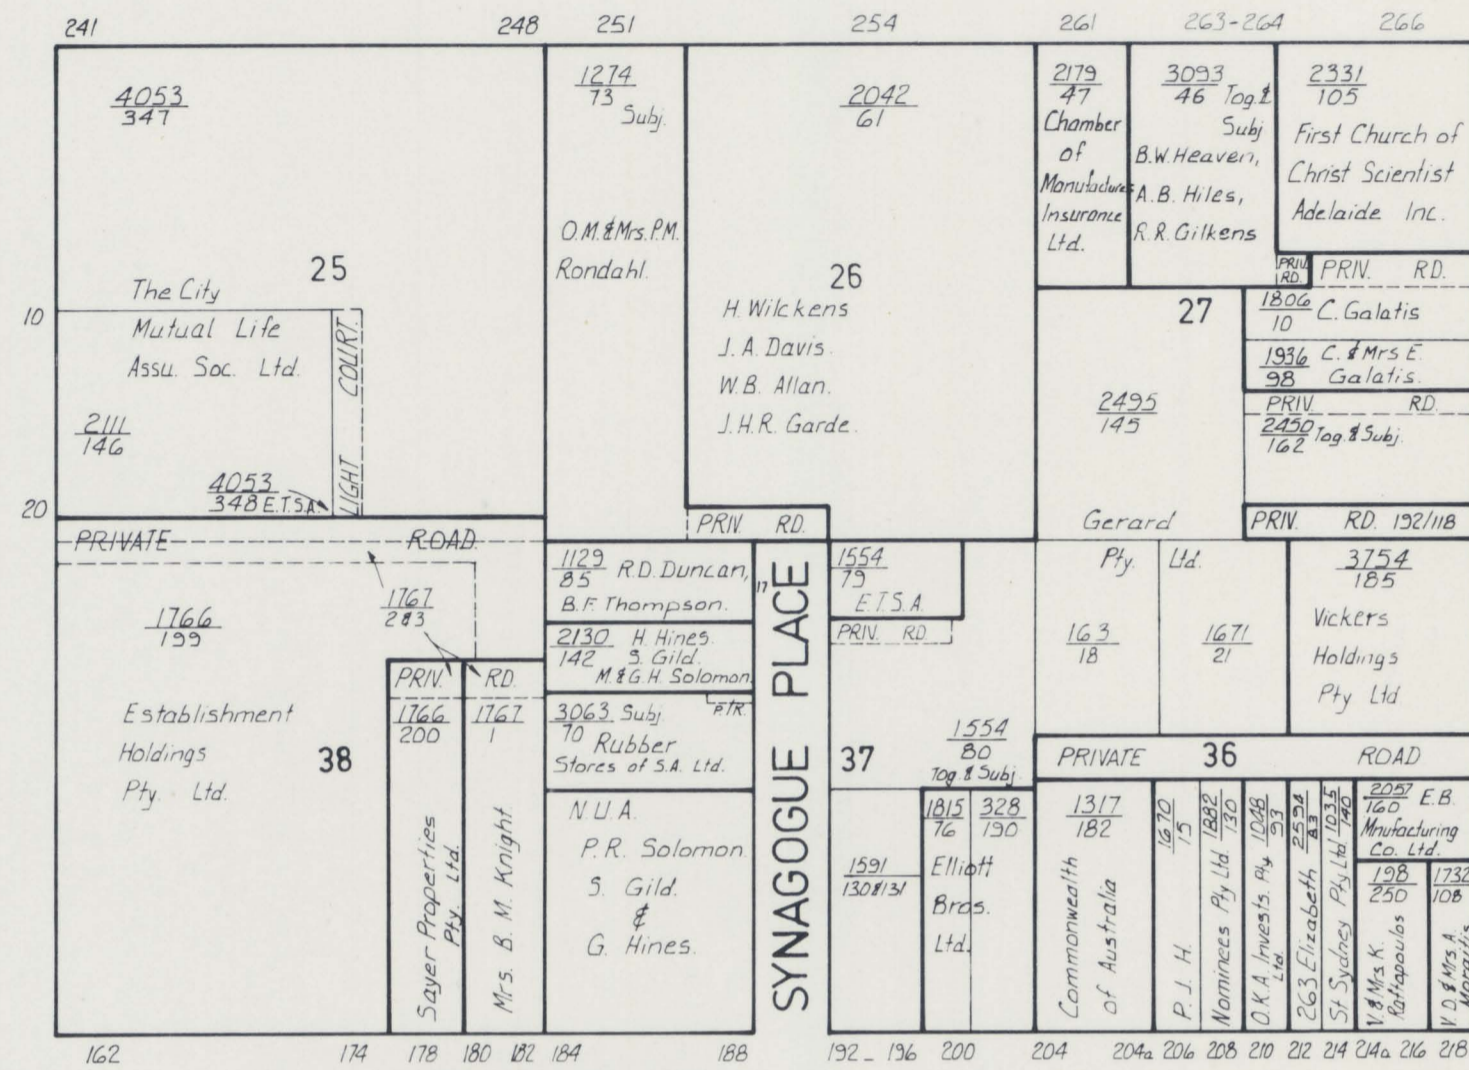 241 248 251 254 261 263-264 266
4053
347
25
The City
Mutual Life
Assu. Soc. Ltd.
10
LIGHT COURT.
2111
146
4053
348 E.T.S.A.
20
1274
73 Subj.
O.M. & Mrs. P.M.
Rondahl.
2042
61
26
H. Wilckens
J. A. Davis.
W.B. Allan.
J.H.R. Garde.
PRIV. RD.
2179
47
Chamber
of
Manufactures
Insurance
Ltd.
3093
46 Tog. &
Subj
B.W. Heaven,
A.B. Hiles,
R.R. Gilkens
2331
105
First Church of
Christ Scientist
Adelaide Inc.
PRIV.
RD.
PRIV. RD.
27
1806
10 C. Galatis
1936
98 C. & Mrs E.
Galatis.
PRIV. RD.
2450
162 Tog. & Subj.
2495
145
Gerard
Pty. Ltd.
PRIV. RD. 192/118
163
18
1671
21
3754
185
Vickers
Holdings
Pty Ltd
PRIVATE ROAD
1766
199
1767
283
Establishment
Holdings
Pty. Ltd.
38
PRIV. RD.
1766
200
Sayer Properties
Pty. Ltd.
1767
1
Mrs. B. M. Knight
1129
85 R.D. Duncan,
B.F. Thompson.
17
2130
142 H. Hines.
S. Gild.
M. & G.H. Solomon
3063 Subj
70 Rubber
Stores of S.A. Ltd.
N.U.A.
P.R. Solomon
S. Gild.
&
G. Hines.
SYNAGOGUE PLACE
1554
79
E.T.S.A.
PRIV. RD.
37
1554
80
Tog. & Subj
1591
130&131
1815
76
328
190
Elliott
Bros.
Ltd.
PRIVATE 36 ROAD
1317
182
Commonwealth
of Australia
1670
15
P. J. H.
1882
130
Nominees Pty Ltd.
1048
93
O.K.A. Invests. Pty
Ltd.
2594
83
263 Elizabeth
1035
140
St Sydney Pty Ltd
2057
160 E.B.
Mnufacturing
Co. Ltd.
198
250
V. & Mrs K.
1732
108
V. D. & Mrs A.
162 174 178 180 182 184 188 192 - 196 200 204 204a 206 208 210 212 214 214a 216 218